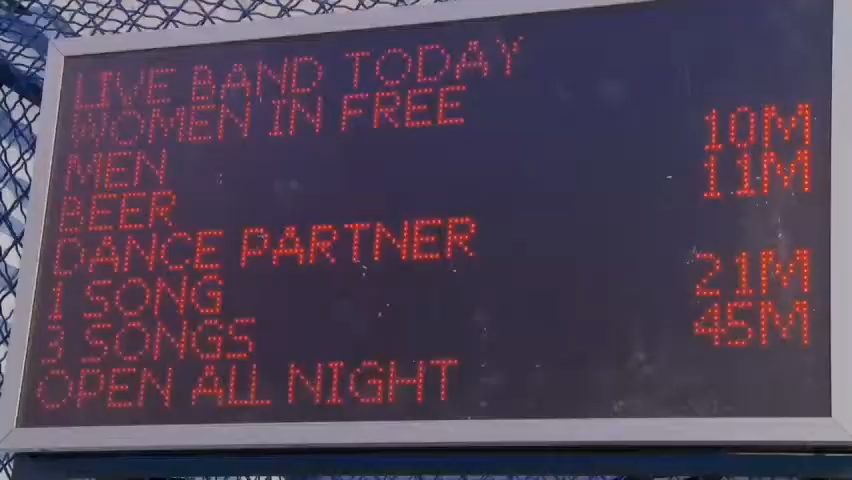 LIVE BAND TODAY
WOMEN IN FREE
MEN 10M
BEER 11M
DANCE PARTNER
1 SONG 21M
3 SONGS 45M
OPEN ALL NIGHT